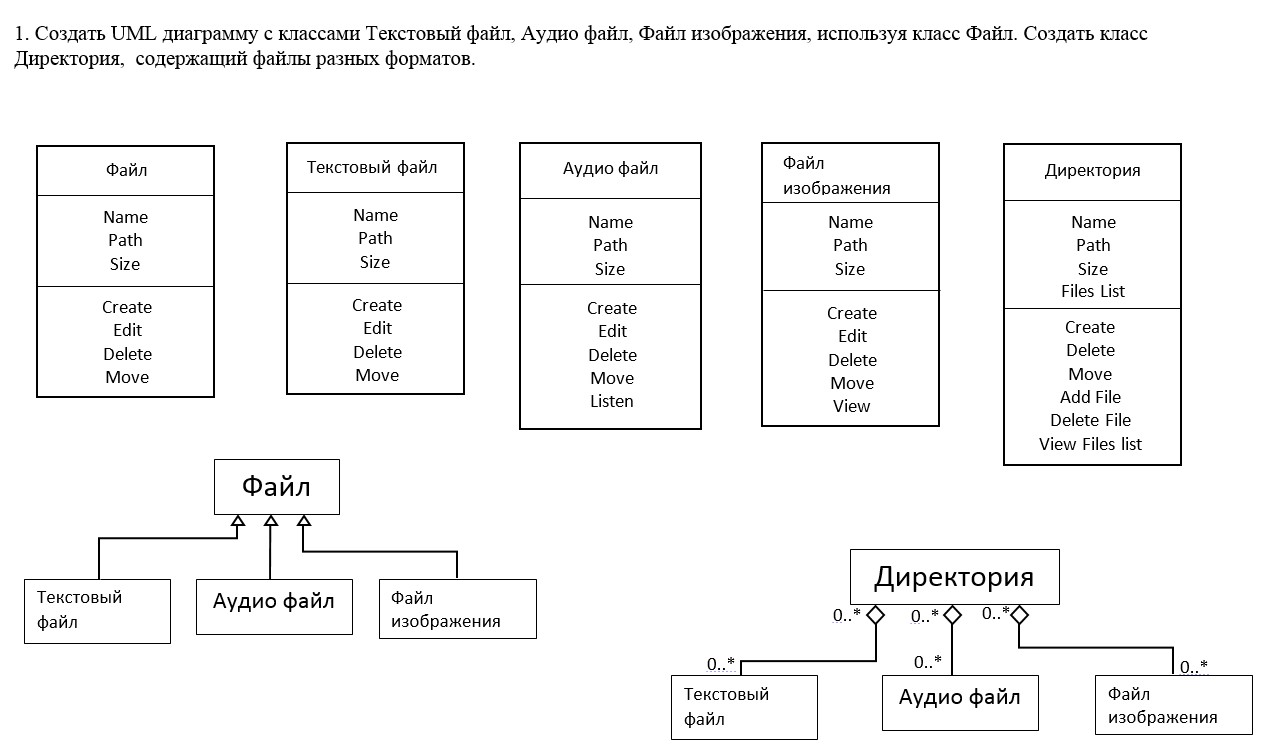 1. Создать UML диаграмму с классами Текстовый файл, Аудио файл, Файл изображения, используя класс Файл. Создать класс
Директория, содержащий файлы разных форматов.
Файл
Name
Path
Size
Create
Edit
Delete
Move
Текстовый файл
Name
Path
Size
Create
Edit
Delete
Move
Аудио файл
Name
Path
Size
Create
Edit
Delete
Move
Listen
Файл
изображения
Name
Path
Size
Create
Edit
Delete
Move
View
Директория
Name
Path
Size
Files List
Create
Delete
Move
Add File
Delete File
View Files list
Файл
Текстовый
файл
Аудио файл
Файл
изображения
Директория
0..*
0..*
0..*
0..*
0..*
0..*
Текстовый
файл
Аудио файл
Файл
изображения